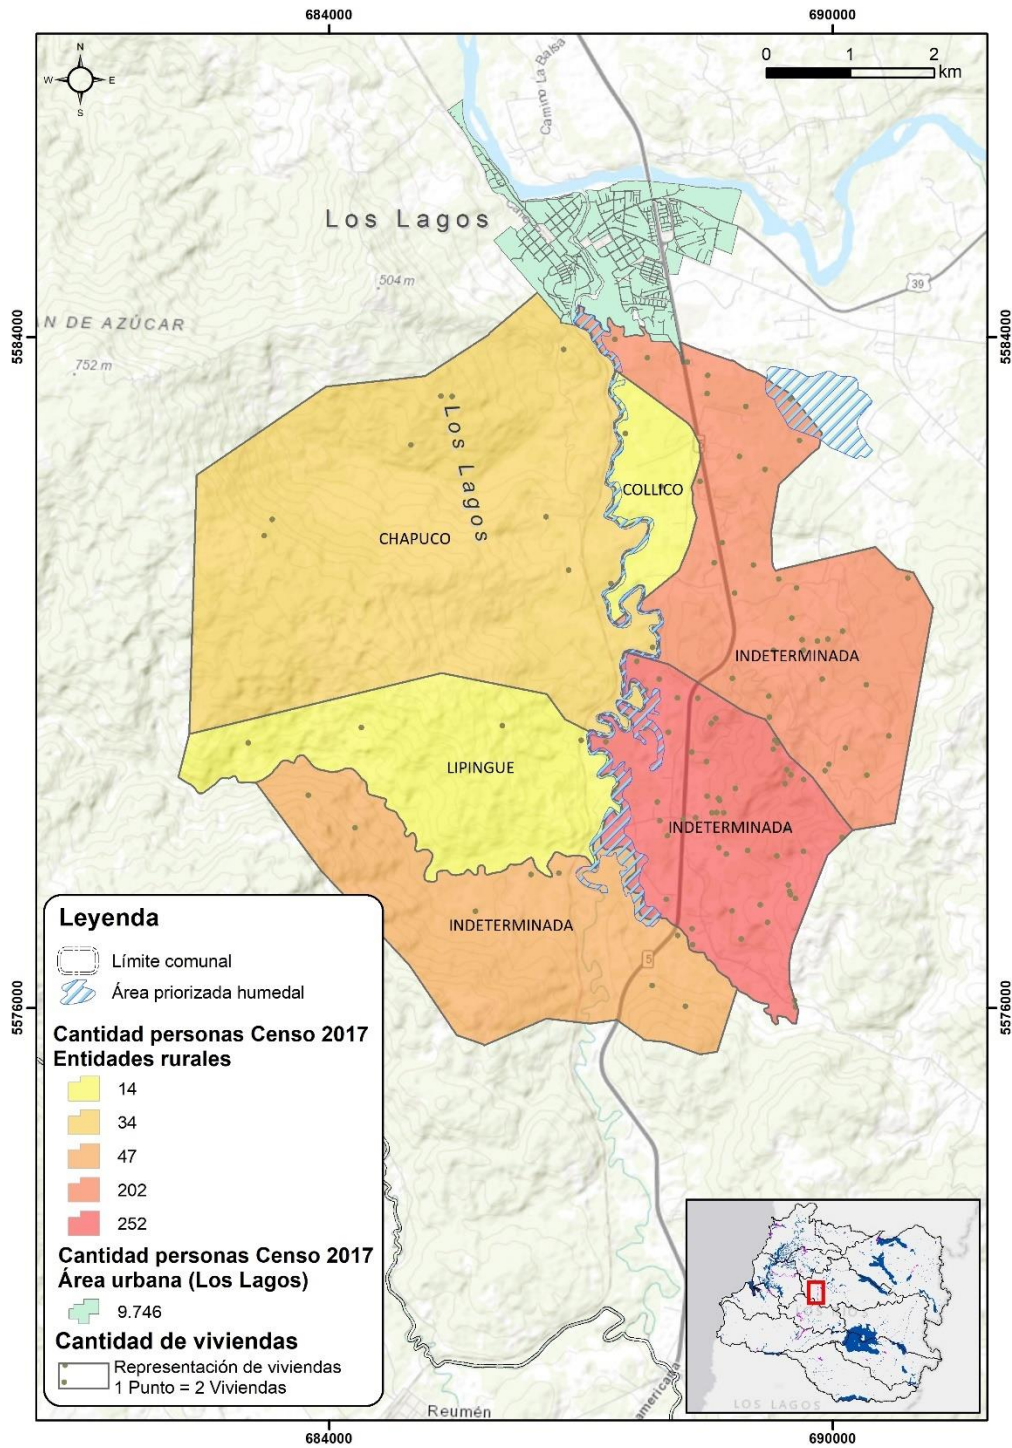 684000
690000
N
W
E
S
0
1
2
km
Camino La Balsa
Los Lagos
504 m
39
N DE AZÚCAR
5584000
5584000
752 m
Los Lagos
COLLICO
CHAPUCO
INDETERMINADA
LIPINGUE
INDETERMINADA
INDETERMINADA
5
5576000
5576000
Leyenda
Límite comunal
Área priorizada humedal
Cantidad personas Censo 2017
Entidades rurales
14
34
47
202
252
Cantidad personas Censo 2017
Área urbana (Los Lagos)
9.746
Cantidad de viviendas
Representación de viviendas
1 Punto = 2 Viviendas
LOS LAGOS
americana
Reumén
684000
690000